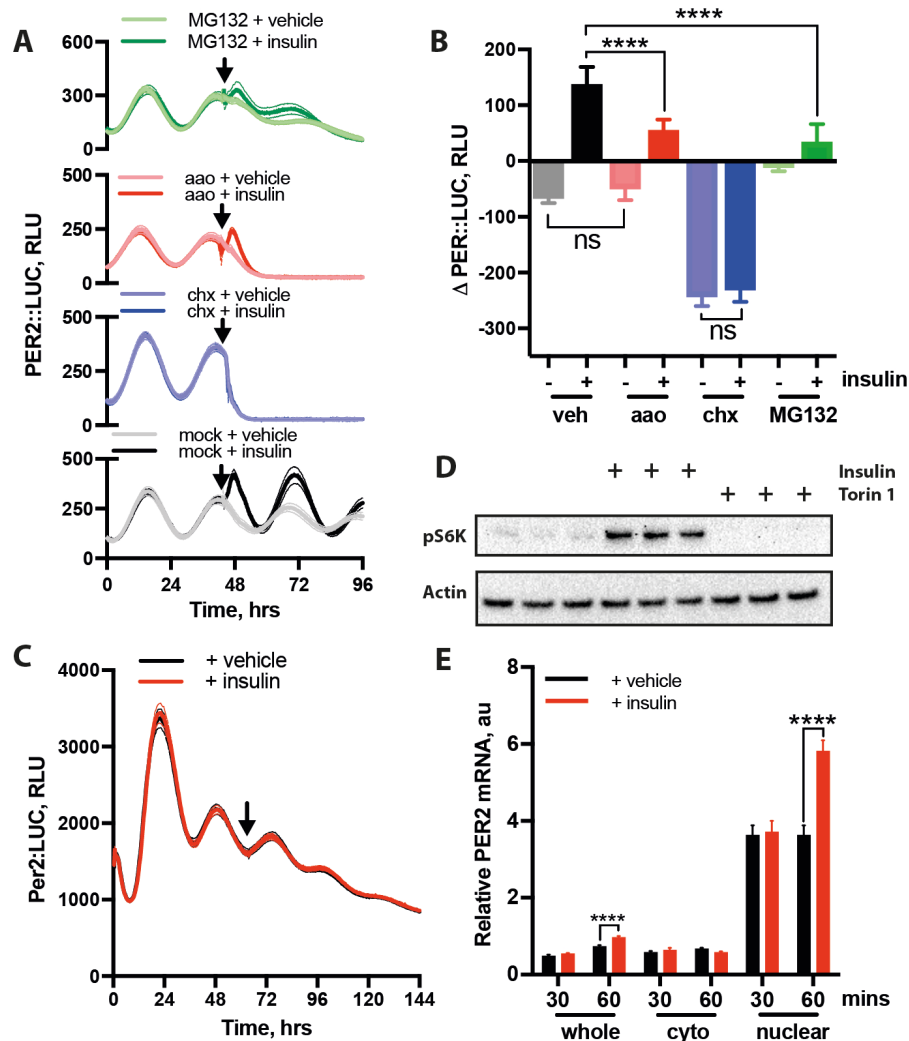 A
MG132 + vehicle
MG132 + insulin
600
300
0
500
aao + vehicle
aao + insulin
250
0
500
chx + vehicle
chx + insulin
250
0
500
mock + vehicle
mock + insulin
250
0
PER2::LUC, RLU
0 24 48 72 96
Time, hrs
B
****
****
200
100
0
-100
-200
-300
Δ PER::LUC, RLU
ns
ns
- + - + - + - + insulin
veh aao chx MG132
D
+ + + Insulin
+ + + Torin 1
pS6K
Actin
C
+ vehicle
+ insulin
4000
3000
2000
1000
0
Per2:LUC, RLU
0 24 48 72 96 120 144
Time, hrs
E
+ vehicle
+ insulin
8
6
4
2
0
Relative PER2 mRNA, au
****
****
30 60 30 60 30 60 mins
whole cyto nuclear